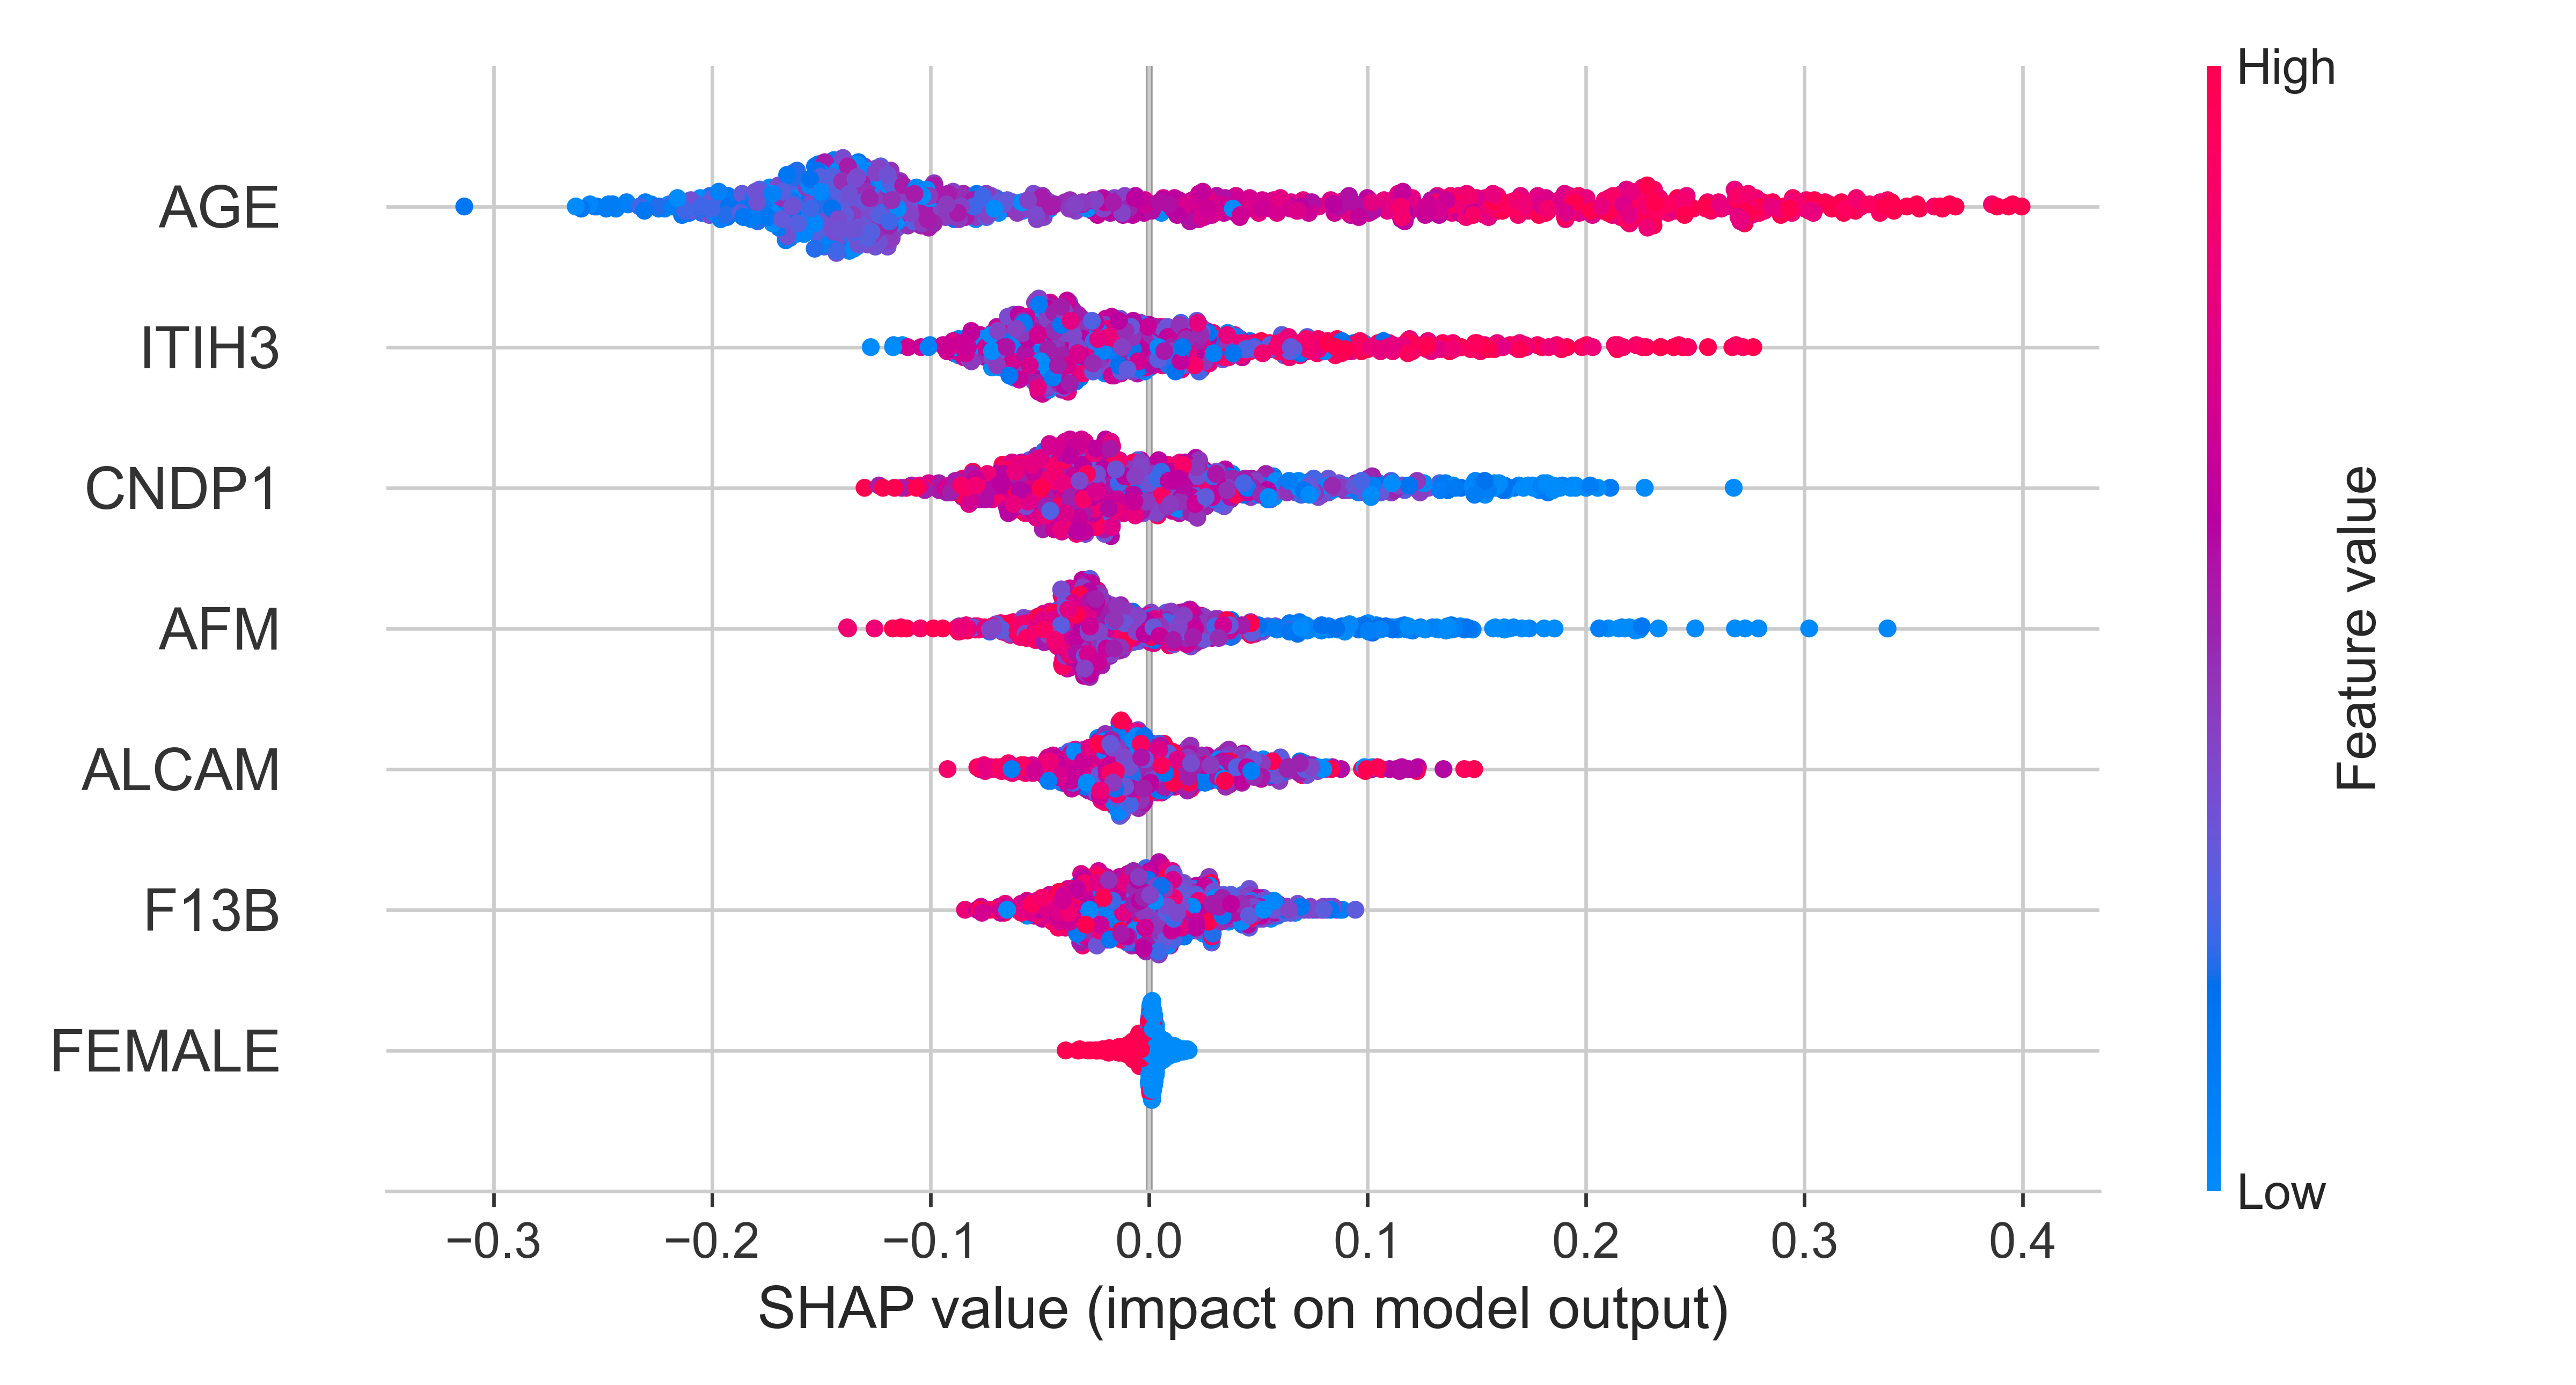 High
AGE
ITIH3
CNDP1
AFM
ALCAM
F13B
FEMALE
Feature value
Low
−0.3 −0.2 −0.1 0.0 0.1 0.2 0.3 0.4
SHAP value (impact on model output)